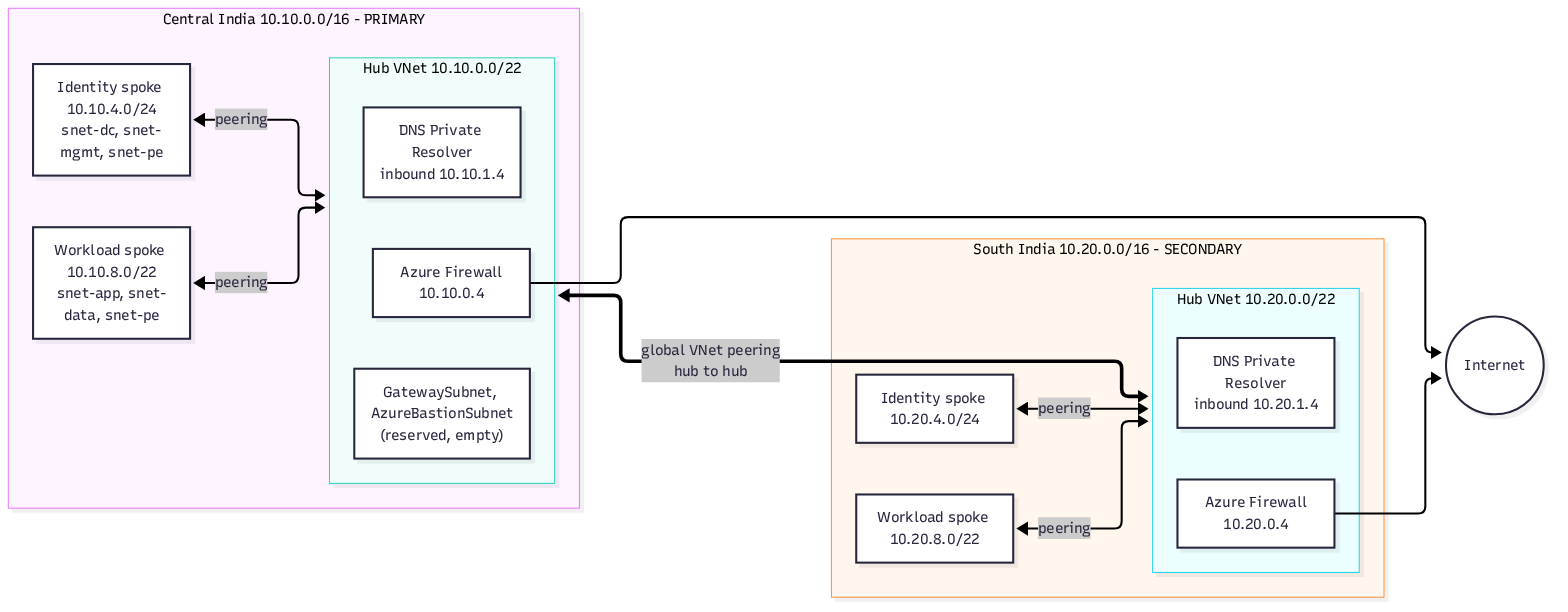 Central India 10.10.0.0/16 - PRIMARY
Hub VNet 10.10.0.0/22
Identity spoke
10.10.4.0/24
snet-dc, snet-
mgmt, snet-pe
peering
DNS Private
Resolver
inbound 10.10.1.4
Workload spoke
10.10.8.0/22
snet-app, snet-
data, snet-pe
peering
Azure Firewall
10.10.0.4
GatewaySubnet,
AzureBastionSubnet
(reserved, empty)
global VNet peering
hub to hub
South India 10.20.0.0/16 - SECONDARY
Hub VNet 10.20.0.0/22
DNS Private
Resolver
inbound 10.20.1.4
Identity spoke
10.20.4.0/24
peering
Workload spoke
10.20.8.0/22
peering
Azure Firewall
10.20.0.4
Internet